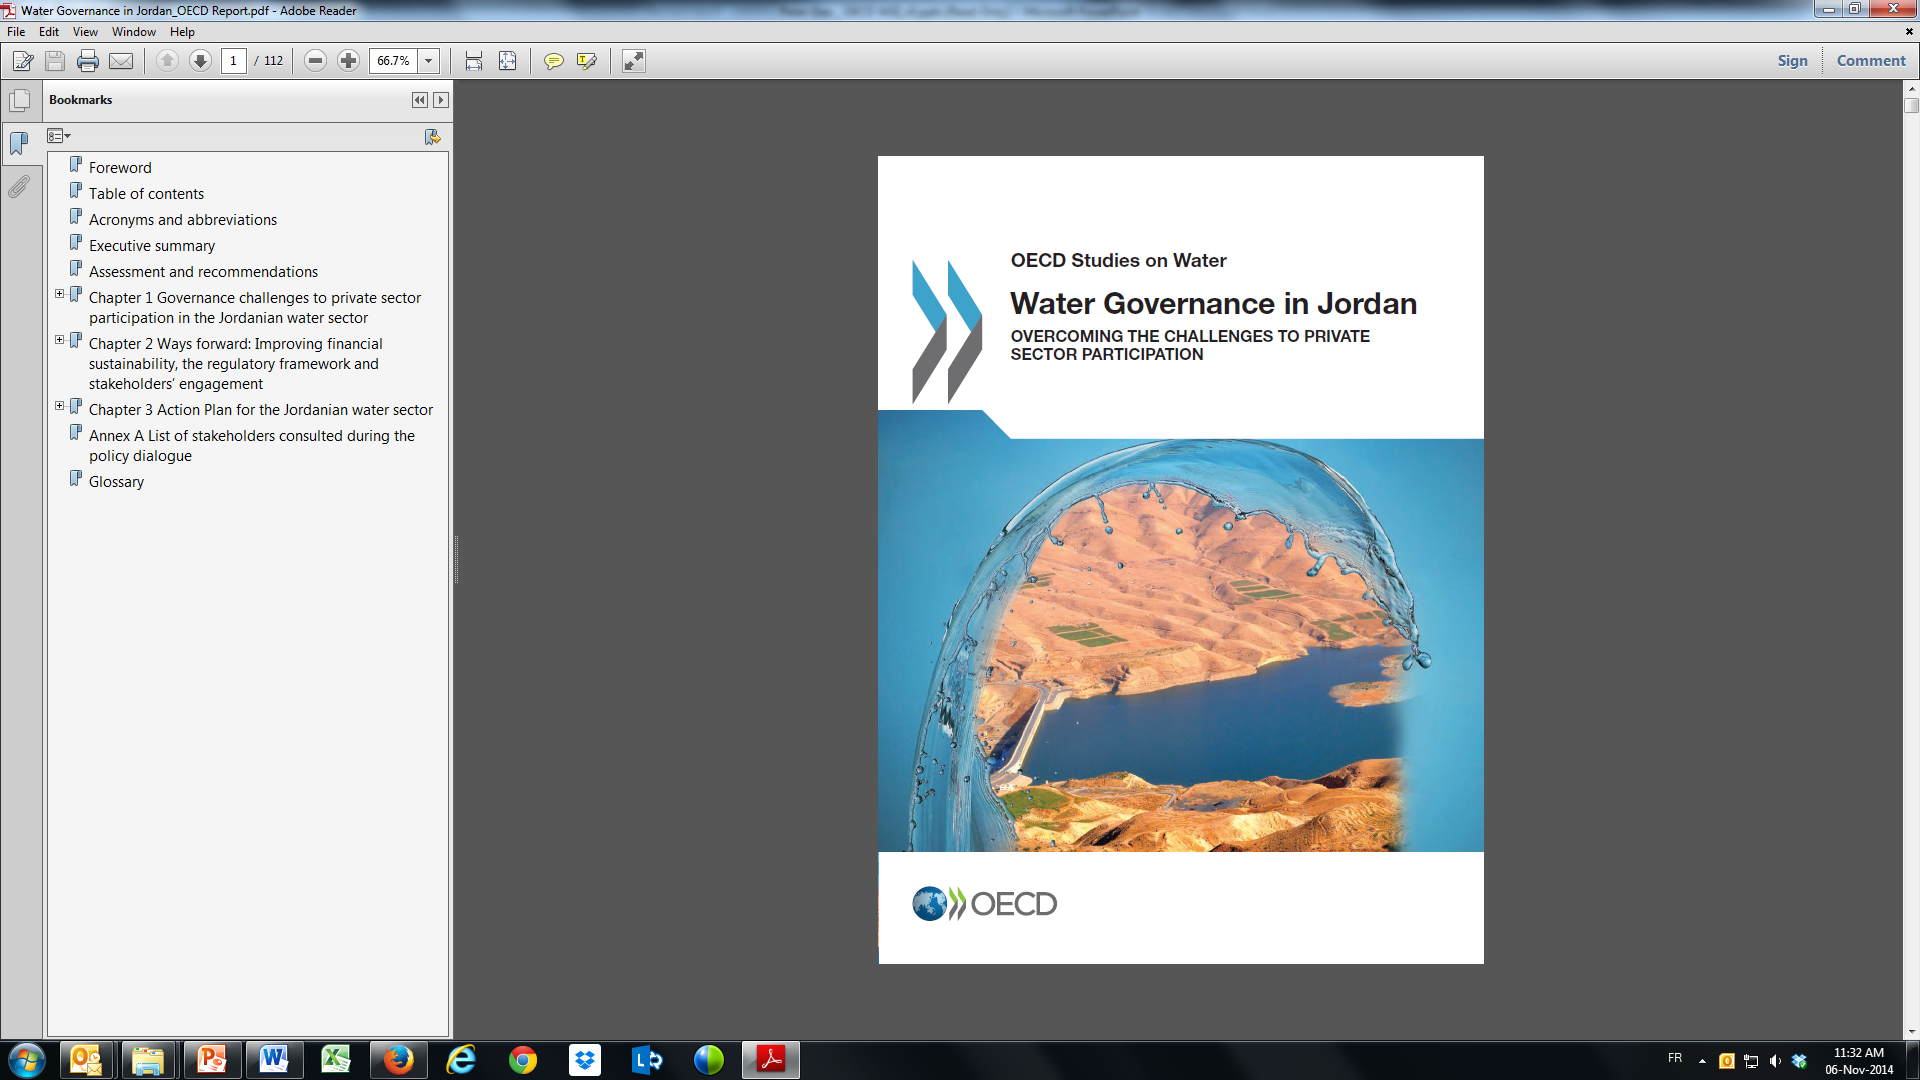 Water Governance in Jordan_OECD Report.pdf - Adobe Reader
File Edit View Window Help
1 / 112 66.7% Sign Comment
Bookmarks
Foreword
Table of contents
Acronyms and abbreviations
Executive summary
Assessment and recommendations
Chapter 1 Governance challenges to private sector
participation in the Jordanian water sector
Chapter 2 Ways forward: Improving financial
sustainability, the regulatory framework and
stakeholders’ engagement
Chapter 3 Action Plan for the Jordanian water sector
Annex A List of stakeholders consulted during the
policy dialogue
Glossary
OECD Studies on Water
Water Governance in Jordan
OVERCOMING THE CHALLENGES TO PRIVATE
SECTOR PARTICIPATION
OECD
FR
11:32 AM
06-Nov-2014